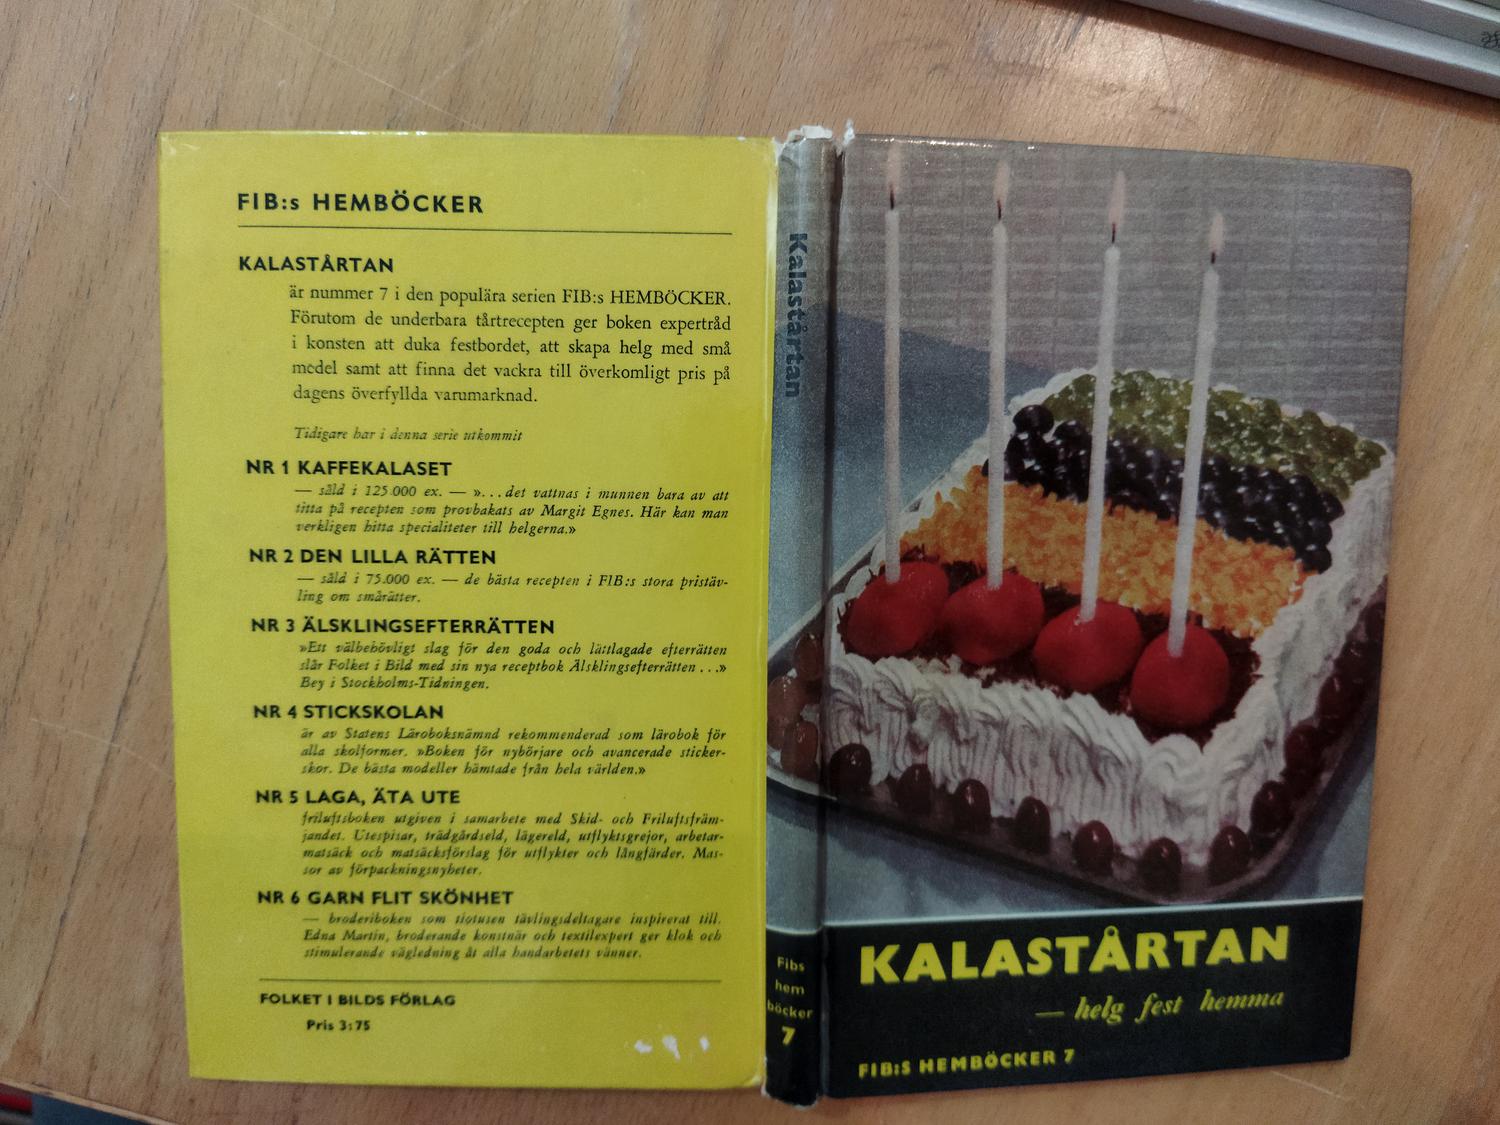 FIB:s HEMBÖCKER
KALASTÅRTAN
är nummer 7 i den populära serien FIB:s HEMBÖCKER.
Förutom de underbara tårtrecepten ger boken expertråd
i konsten att duka festbordet, att skapa helg med små
medel samt att finna det vackra till överkomligt pris på
dagens överfyllda varumarknad.
Tidigare har i denna serie utkommit
NR 1 KAFFEKALASET
— såld i 125.000 ex. — »...det vattnas i munnen bara av att
titta på recepten som provbakats av Margit Egnes. Här kan man
verkligen hitta specialiteter till helgerna.»
NR 2 DEN LILLA RÄTTEN
— såld i 75.000 ex. — de bästa recepten i FIB:s stora pristäv-
ling om smårätter.
NR 3 ÄLSKLINGSEFTERRÄTTEN
»Ett välbehövligt slag för den goda och lättlagade efterrätten
slår Folket i Bild med sin nya receptbok Älsklingsefterrätten ...»
Bey i Stockholms-Tidningen.
NR 4 STICKSKOLAN
är av Statens Läroboksnämnd rekommenderad som lärobok för
alla skolformer. »Boken för nybörjare och avancerade sticker-
skor. De bästa modeller hämtade från hela världen.»
NR 5 LAGA, ÄTA UTE
friluftsboken utgiven i samarbete med Skid- och Friluftsfräm-
jandet. Utespisar, trädgårdseld, lägereld, utflyktsgrejor, arbetar-
matsäck och matsäcksförslag för utflykter och långfärder. Mas-
sor av förpackningsnyheter.
NR 6 GARN FLIT SKÖNHET
— broderiboken som tiotusen tävlingsdeltagare inspirerat till.
Edna Martin, broderande konstnär och textilexpert ger klok och
stimulerande vägledning åt alla handarbetets vänner.
FOLKET I BILDS FÖRLAG
Pris 3:75
Kalastårtan
Fibs
hem
böcker
7
KALASTÅRTAN
— helg fest hemma
FIB:S HEMBÖCKER 7